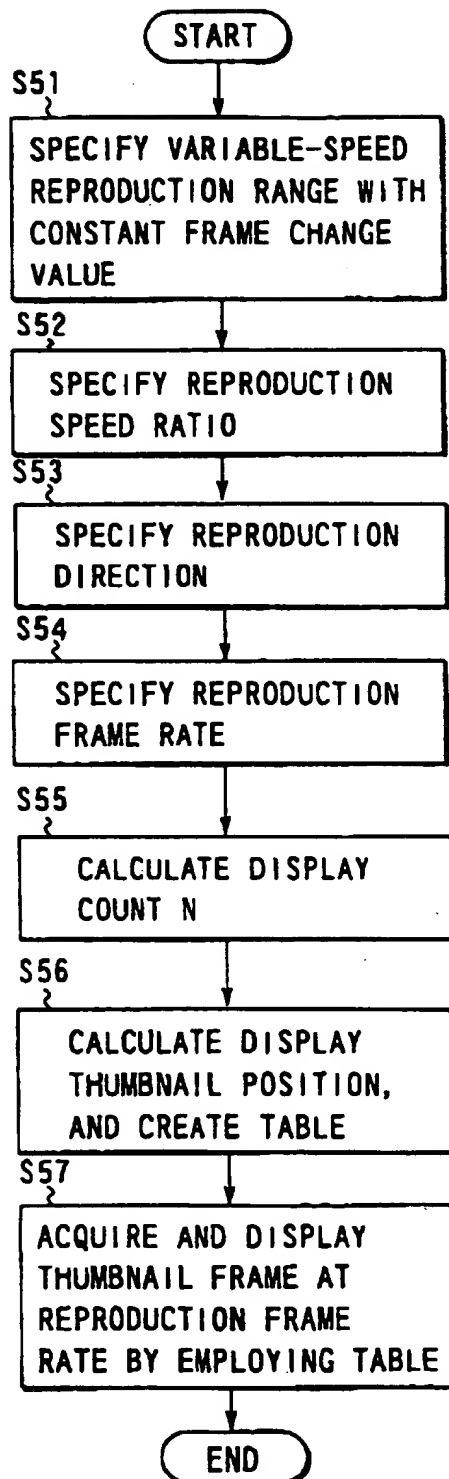 START
S51
SPECIFY VARIABLE-SPEED
REPRODUCTION RANGE WITH
CONSTANT FRAME CHANGE
VALUE
S52
SPECIFY REPRODUCTION
SPEED RATIO
S53
SPECIFY REPRODUCTION
DIRECTION
S54
SPECIFY REPRODUCTION
FRAME RATE
S55
CALCULATE DISPLAY
COUNT N
S56
CALCULATE DISPLAY
THUMBNAIL POSITION,
AND CREATE TABLE
S57
ACQUIRE AND DISPLAY
THUMBNAIL FRAME AT
REPRODUCTION FRAME
RATE BY EMPLOYING TABLE
END